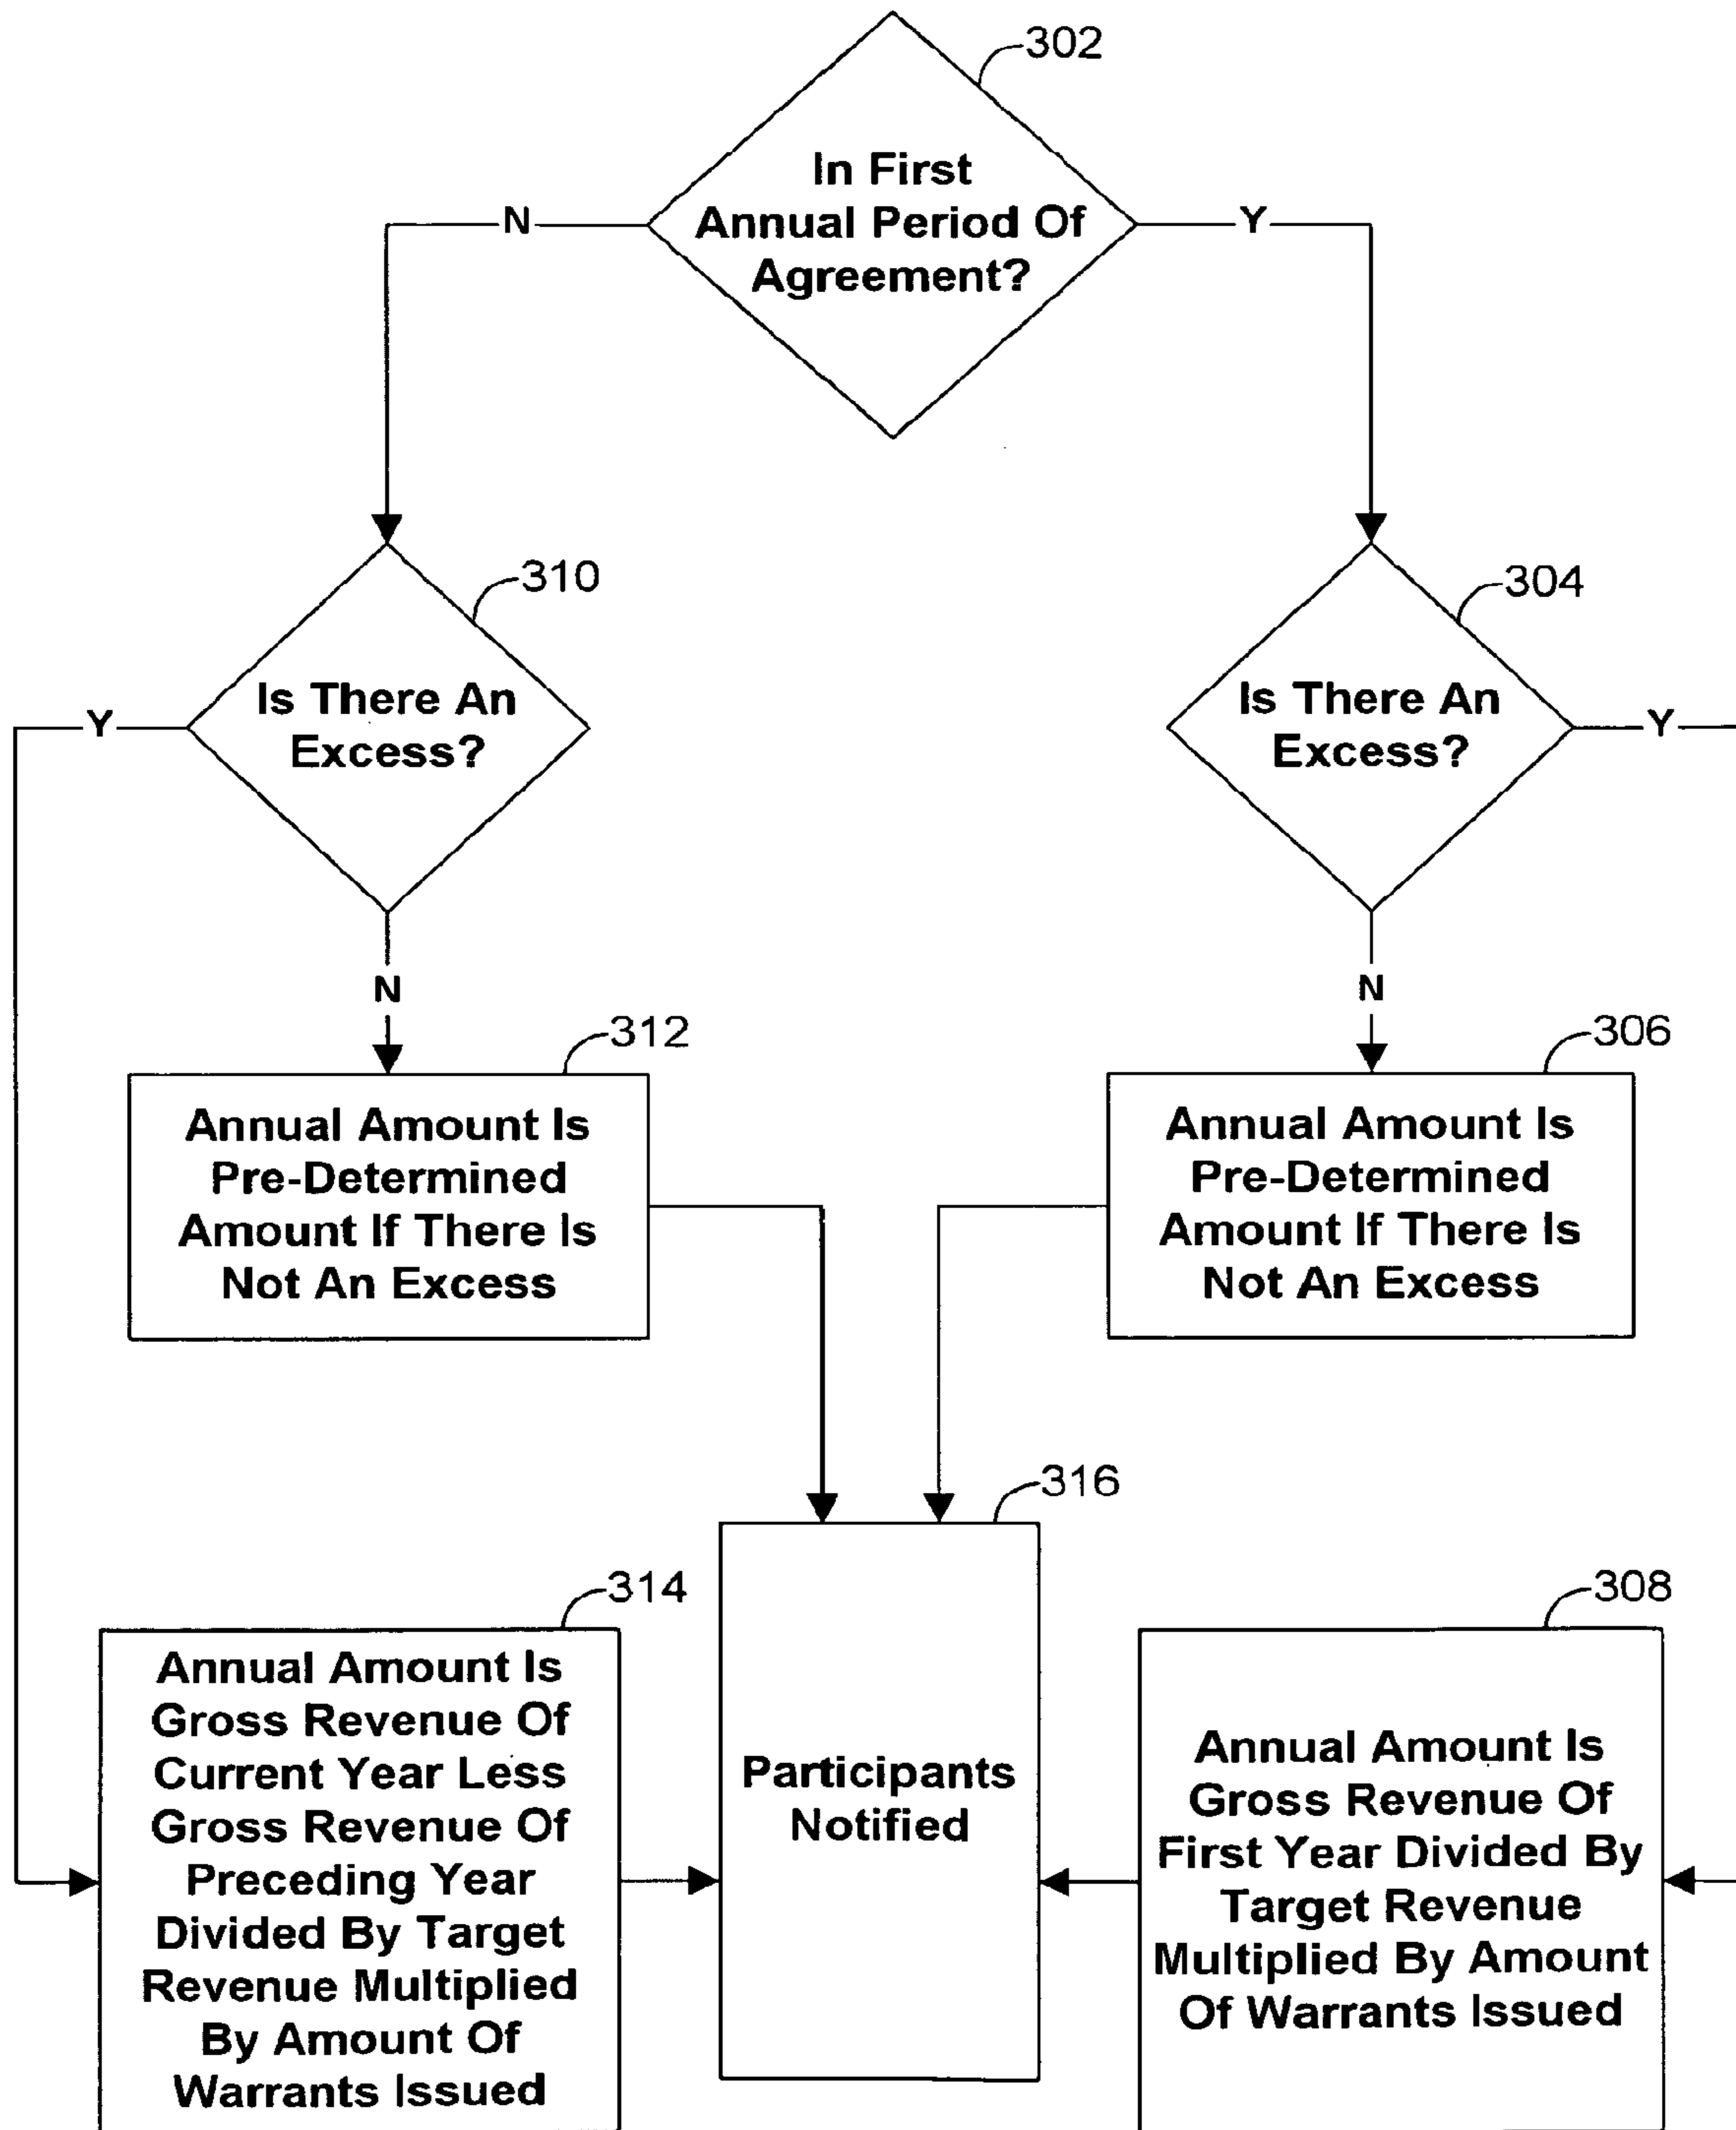 302
In First
Annual Period Of
Agreement?
N
Y
310
Is There An
Excess?
Y
N
304
Is There An
Excess?
Y
N
312
Annual Amount Is
Pre-Determined
Amount If There Is
Not An Excess
306
Annual Amount Is
Pre-Determined
Amount If There Is
Not An Excess
316
Participants
Notified
314
Annual Amount Is
Gross Revenue Of
Current Year Less
Gross Revenue Of
Preceding Year
Divided By Target
Revenue Multiplied
By Amount Of
Warrants Issued
308
Annual Amount Is
Gross Revenue Of
First Year Divided By
Target Revenue
Multiplied By Amount
Of Warrants Issued